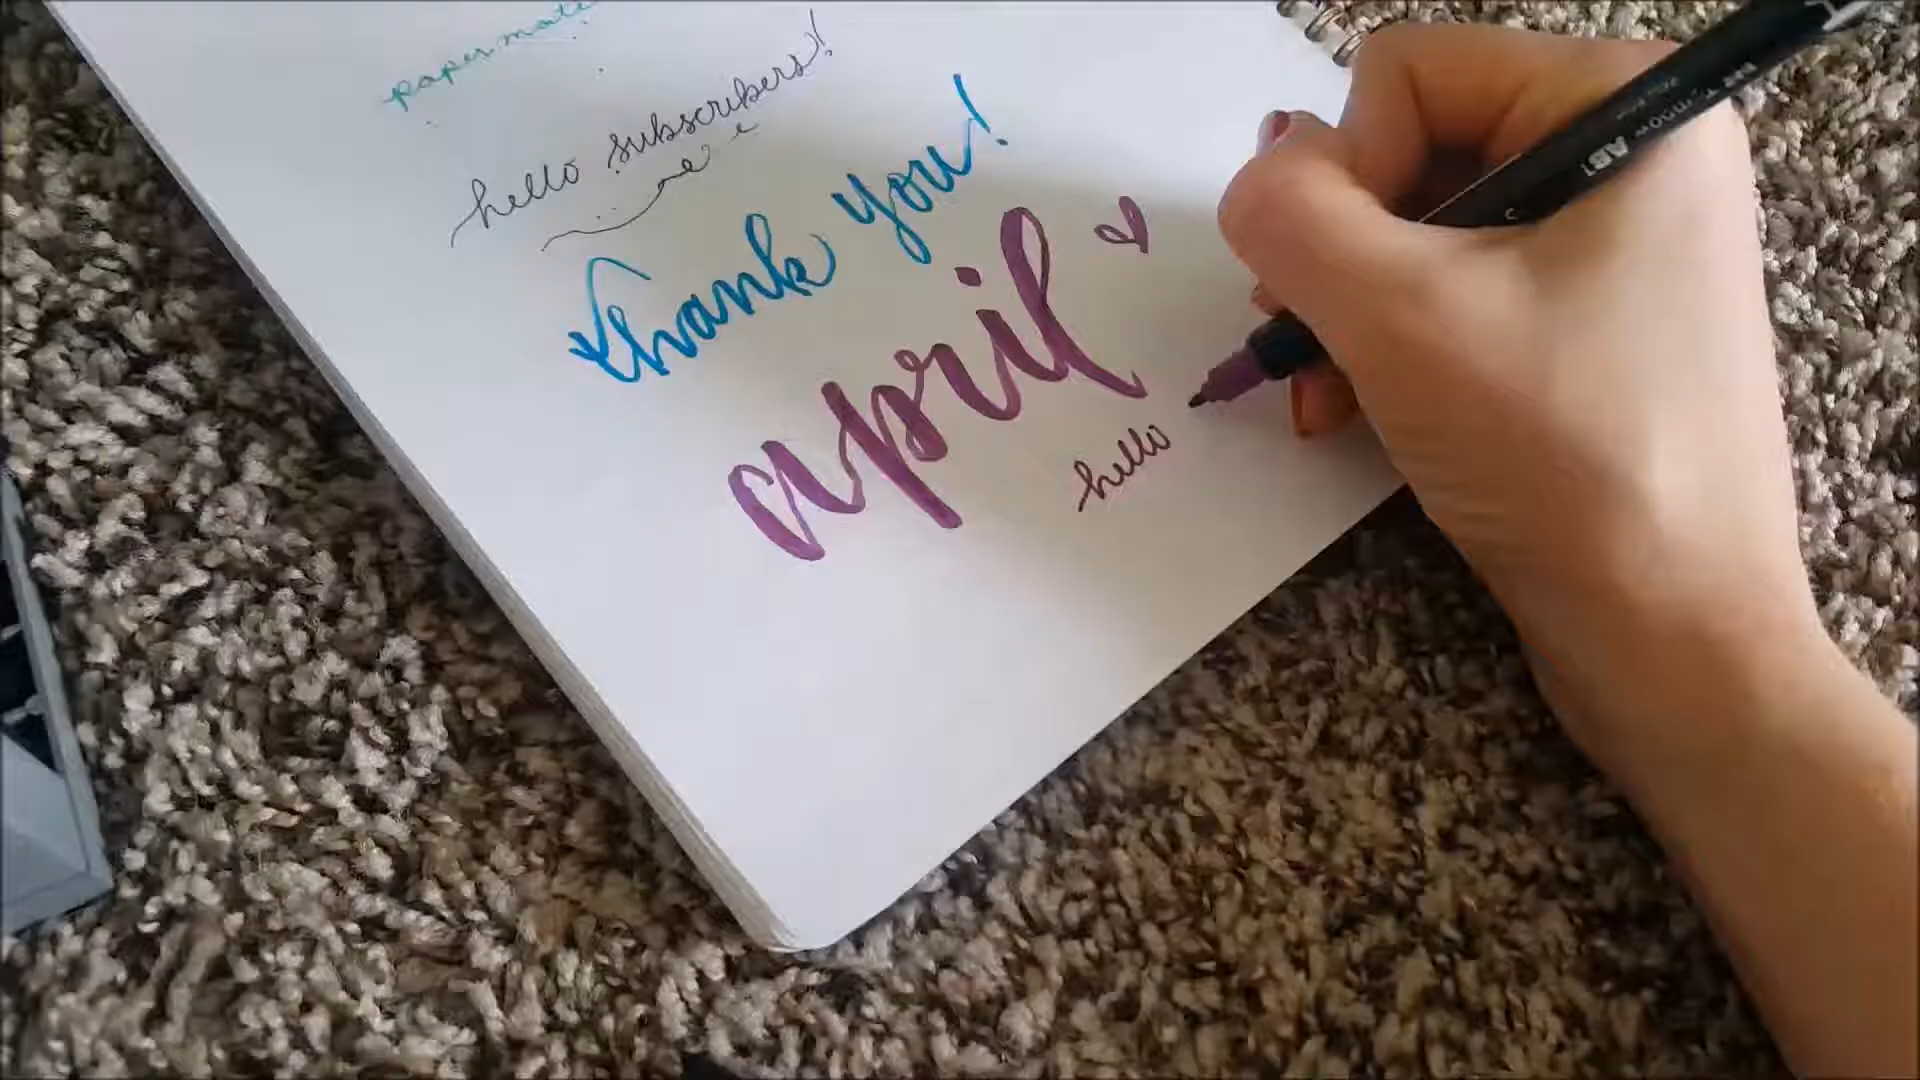 papermate
hello subscribers!
thank you!
april
hello